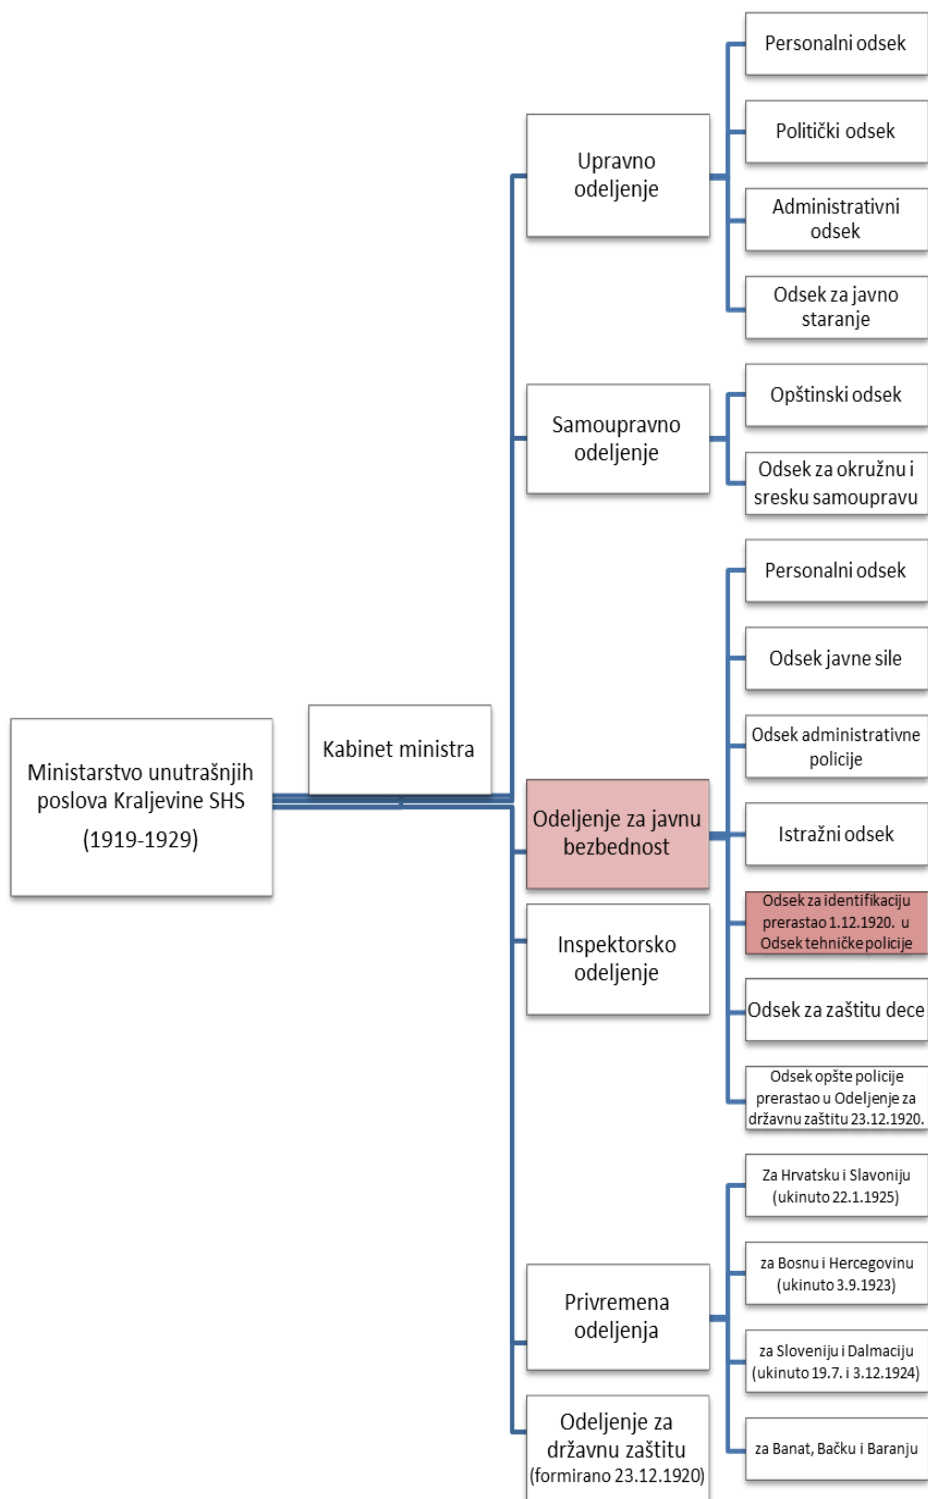 Ministarstvo unutrašnjih
poslova Kraljevine SHS
(1919-1929)
Kabinet ministra
Upravno
odeljenje
Personalni odsek
Politički odsek
Administrativni
odsek
Odsek za javno
staranje
Samoupravno
odeljenje
Opštinski odsek
Odsek za okružnu i
sresku samoupravu
Odeljenje za javnu
bezbednost
Personalni odsek
Odsek javne sile
Odsek administrativne
policije
Istražni odsek
Odsek za identifikaciju
prerastao 1.12.1920. u
Odsek tehničke policije
Odsek za zaštitu dece
Odsek opšte policije
prerastao u Odeljenje za
državnu zaštitu 23.12.1920.
Inspektorsko
odeljenje
Privremena
odeljenja
Za Hrvatsku i Slavoniju
(ukinuto 22.1.1925)
za Bosnu i Hercegovinu
(ukinuto 3.9.1923)
za Sloveniju i Dalmaciju
(ukinuto 19.7. i 3.12.1924)
za Banat, Bačku i Baranju
Odeljenje za
državnu zaštitu
(formirano 23.12.1920)